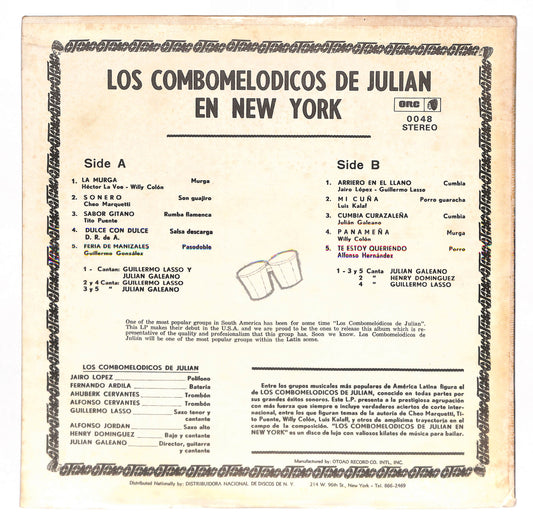 LOS COMBOMELODICOS DE JULIAN
EN NEW YORK
ORC
0048
STEREO
Side A
1. LA MURGA Murga
Héctor La Voe - Willy Colón
2. SONERO Son guajiro
Cheo Marquetti
3. SABOR GITANO Rumba flamenca
Tito Puente
4. DULCE CON DULCE Salsa descarga
D. R. de A.
5. FERIA DE MANIZALES Pasodoble
Guillermo González
1 - Cantan: GUILLERMO LASSO Y
JULIAN GALEANO
2 y 4 Canta: GUILLERMO LASSO
3 y 5 " JULIAN GALEANO
Side B
1. ARRIERO EN EL LLANO Cumbia
Jairo López - Guillermo Lasso
2. MI CUÑA Porro guaracha
Luis Kalaf
3. CUMBIA CURAZALEÑA Cumbia
Julián Galeano
4. PANAMEÑA Murga
Willy Colón
5. TE ESTOY QUERIENDO Porro
Alfonso Hernández
1 - 3 y 5 Canta JULIAN GALEANO
2 " HENRY DOMINGUEZ
4 " GUILLERMO LASSO
One of the most popular groups in South America has been for some time "Los Combomelódicos de Julian".
This LP makes their debut in the U.S.A. and we are proud to be the ones to release this album which is re-
presentative of the quality and profesionalism that this group has. Soon we know. Los Combomelodicos de
Julián will be one of the most popular groups within the Latin scene.
LOS COMBOMELODICOS DE JULIAN
JAIRO LOPEZ Polifono
FERNANDO ARDILA Batería
AHUBERK CERVANTES Trombón
ALFONSO CERVANTES Trombón
GUILLERMO LASSO Saxo tenor y
cantante
ALFONSO JORDAN Saxo alto
HENRY DOMINGUEZ Bajo y cantante
JULIAN GALEANO Director, guitarra
y cantante
Entre los grupos musicales más populares de América Latina figura el
de LOS COMBOMELODICOS DE JULIAN, conocido en todas partes por
sus grandes éxitos sonoros. Este L.P. presenta a la prestigiosa agrupación
con más fuerza que siempre e incluye verdaderos aciertos de corte inter-
nacional, entre los que figuran temas de la autoría de Cheo Marquetti, Ti-
to Puente, Willy Colón, Luis Kalaff, y otros de amplísima trayectoria en el
campo de la composición. "LOS COMBOMELODICOS DE JULIAN EN
NEW YORK" es un disco de lujo con valiosos kilates de música para bailar.
Manufactured by: OTOAO RECORD CO. INTL., INC.
Distributed Nationally by: DISTRIBUIDORA NACIONAL DE DISCOS DE N. Y. 214 W. 96th St., New York - Tel. 866-2469